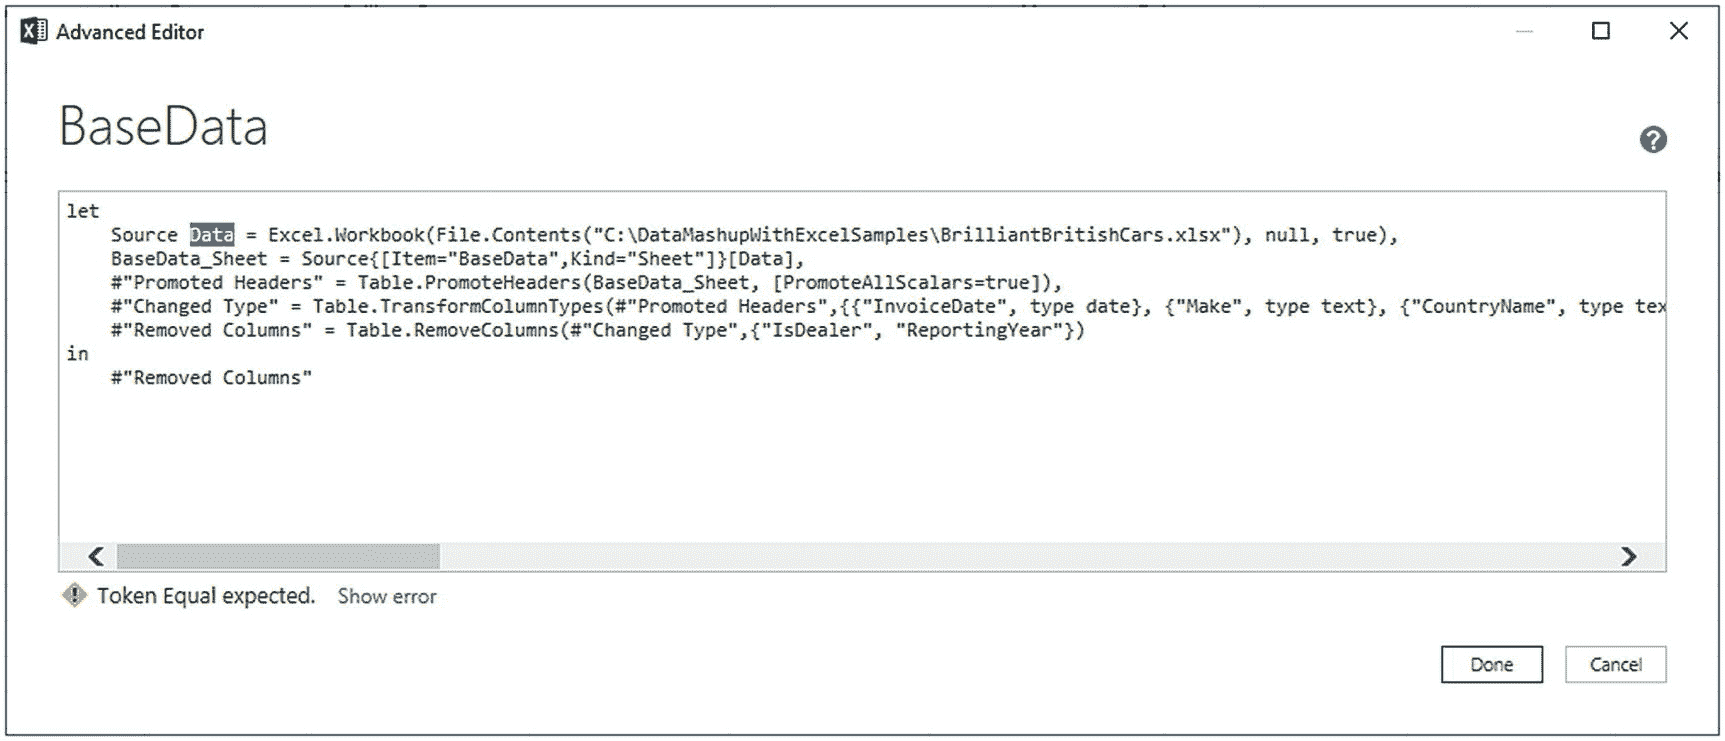 Advanced Editor
BaseData
let
Source Data = Excel.Workbook(File.Contents("C:\DataMashupWithExcelSamples\BrilliantBritishCars.xlsx"), null, true),
BaseData_Sheet = Source{[Item="BaseData",Kind="Sheet"]}[Data],
#"Promoted Headers" = Table.PromoteHeaders(BaseData_Sheet, [PromoteAllScalars=true]),
#"Changed Type" = Table.TransformColumnTypes(#"Promoted Headers",{{"InvoiceDate", type date}, {"Make", type text}, {"CountryName", type tex
#"Removed Columns" = Table.RemoveColumns(#"Changed Type",{"IsDealer", "ReportingYear"})
in
#"Removed Columns"
Token Equal expected. Show error
Done Cancel